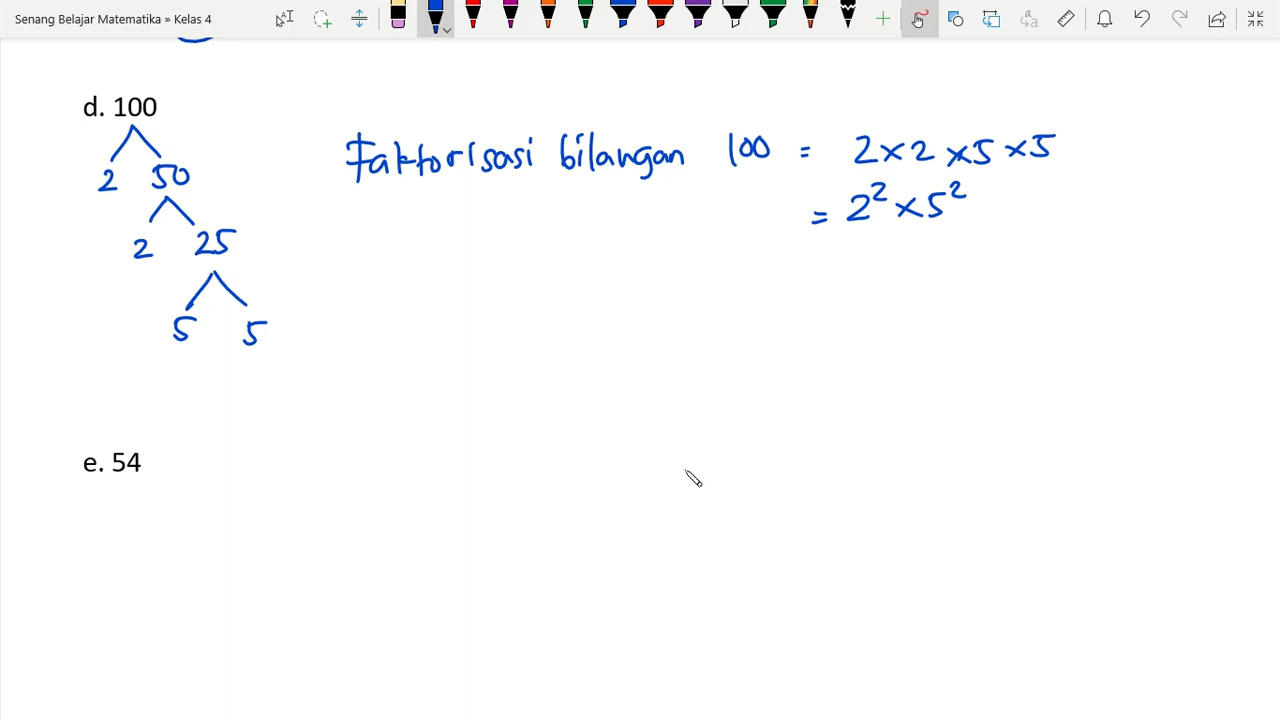 Senang Belajar Matematika » Kelas 4
d. 100
2 50
2 25
5 5
Faktorisasi bilangan 100 = 2×2×5×5
= 2² × 5²
e. 54